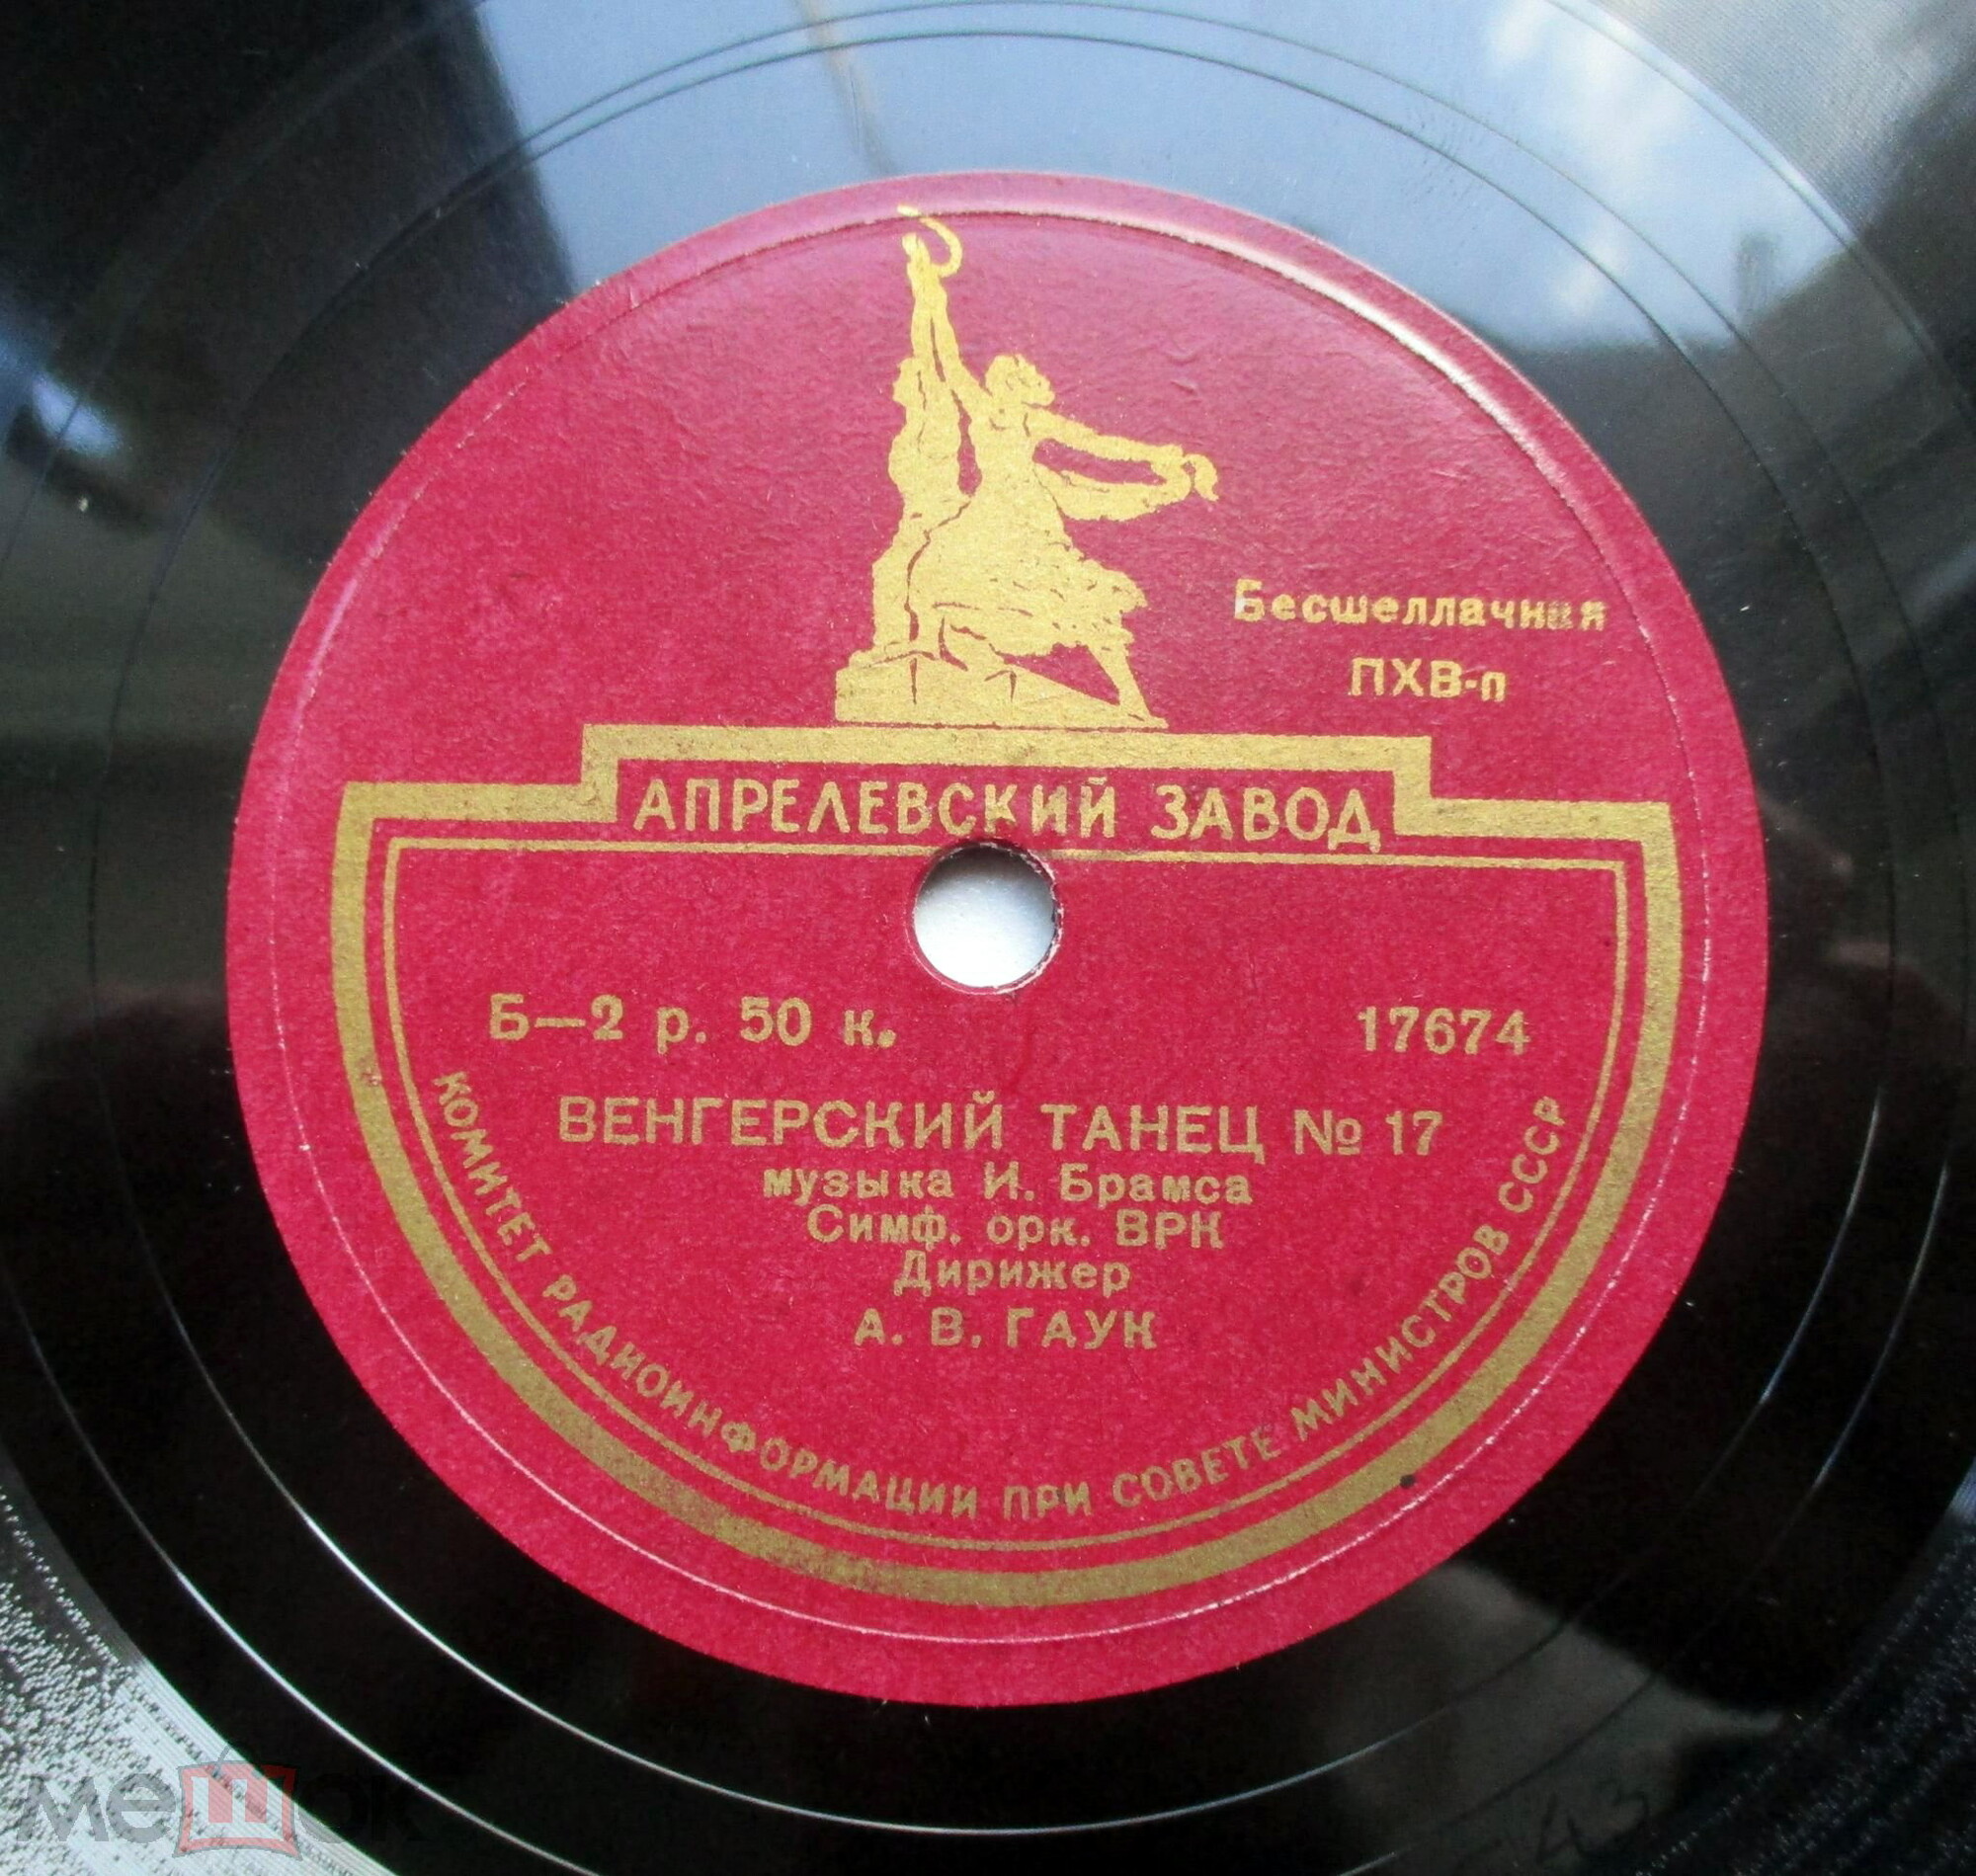 Бесшеллачная
ПХВ-п
АПРЕЛЕВСКИЙ ЗАВОД
Б—2 р. 50 к.
17674
ВЕНГЕРСКИЙ ТАНЕЦ № 17
музыка И. Брамса
Симф. орк. ВРК
Дирижер
А. В. ГАУК
КОМИТЕТ РАДИОИНФОРМАЦИИ ПРИ СОВЕТЕ МИНИСТРОВ СССР
мешок